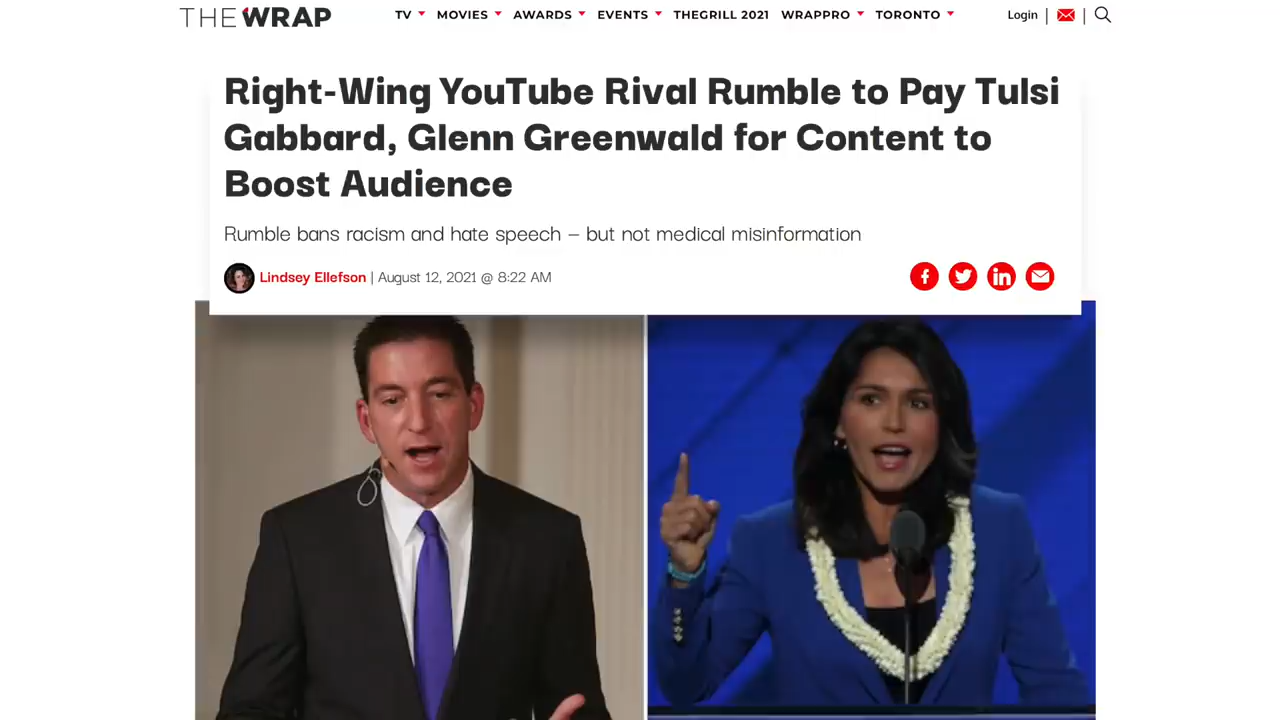 THE WRAP
TV MOVIES AWARDS EVENTS THEGRILL 2021 WRAPPRO TORONTO
Login | |
Right-Wing YouTube Rival Rumble to Pay Tulsi
Gabbard, Glenn Greenwald for Content to
Boost Audience
Rumble bans racism and hate speech – but not medical misinformation
Lindsey Ellefson | August 12, 2021 @ 8:22 AM